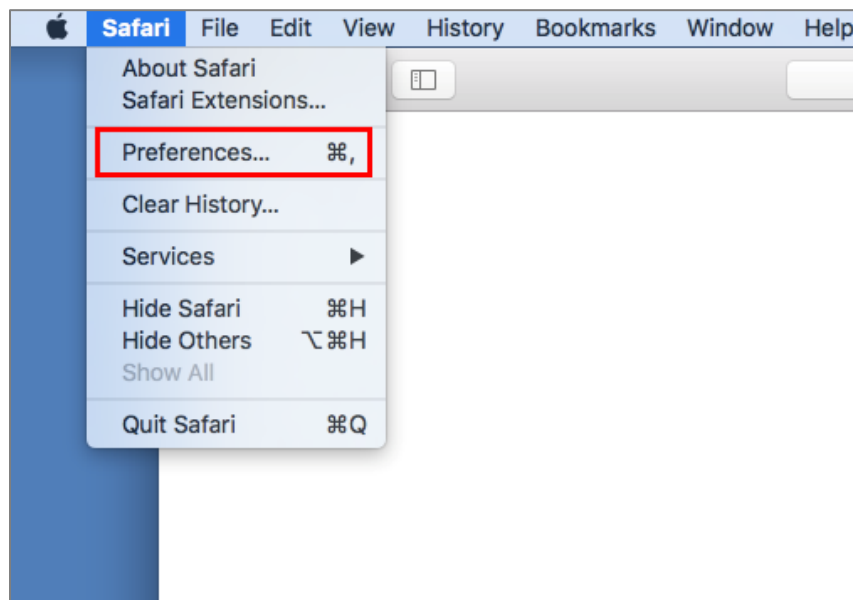 Safari File Edit View History Bookmarks Window Help
About Safari
Safari Extensions...
Preferences... ⌘,
Clear History...
Services ▶
Hide Safari ⌘H
Hide Others ⌥⌘H
Show All
Quit Safari ⌘Q